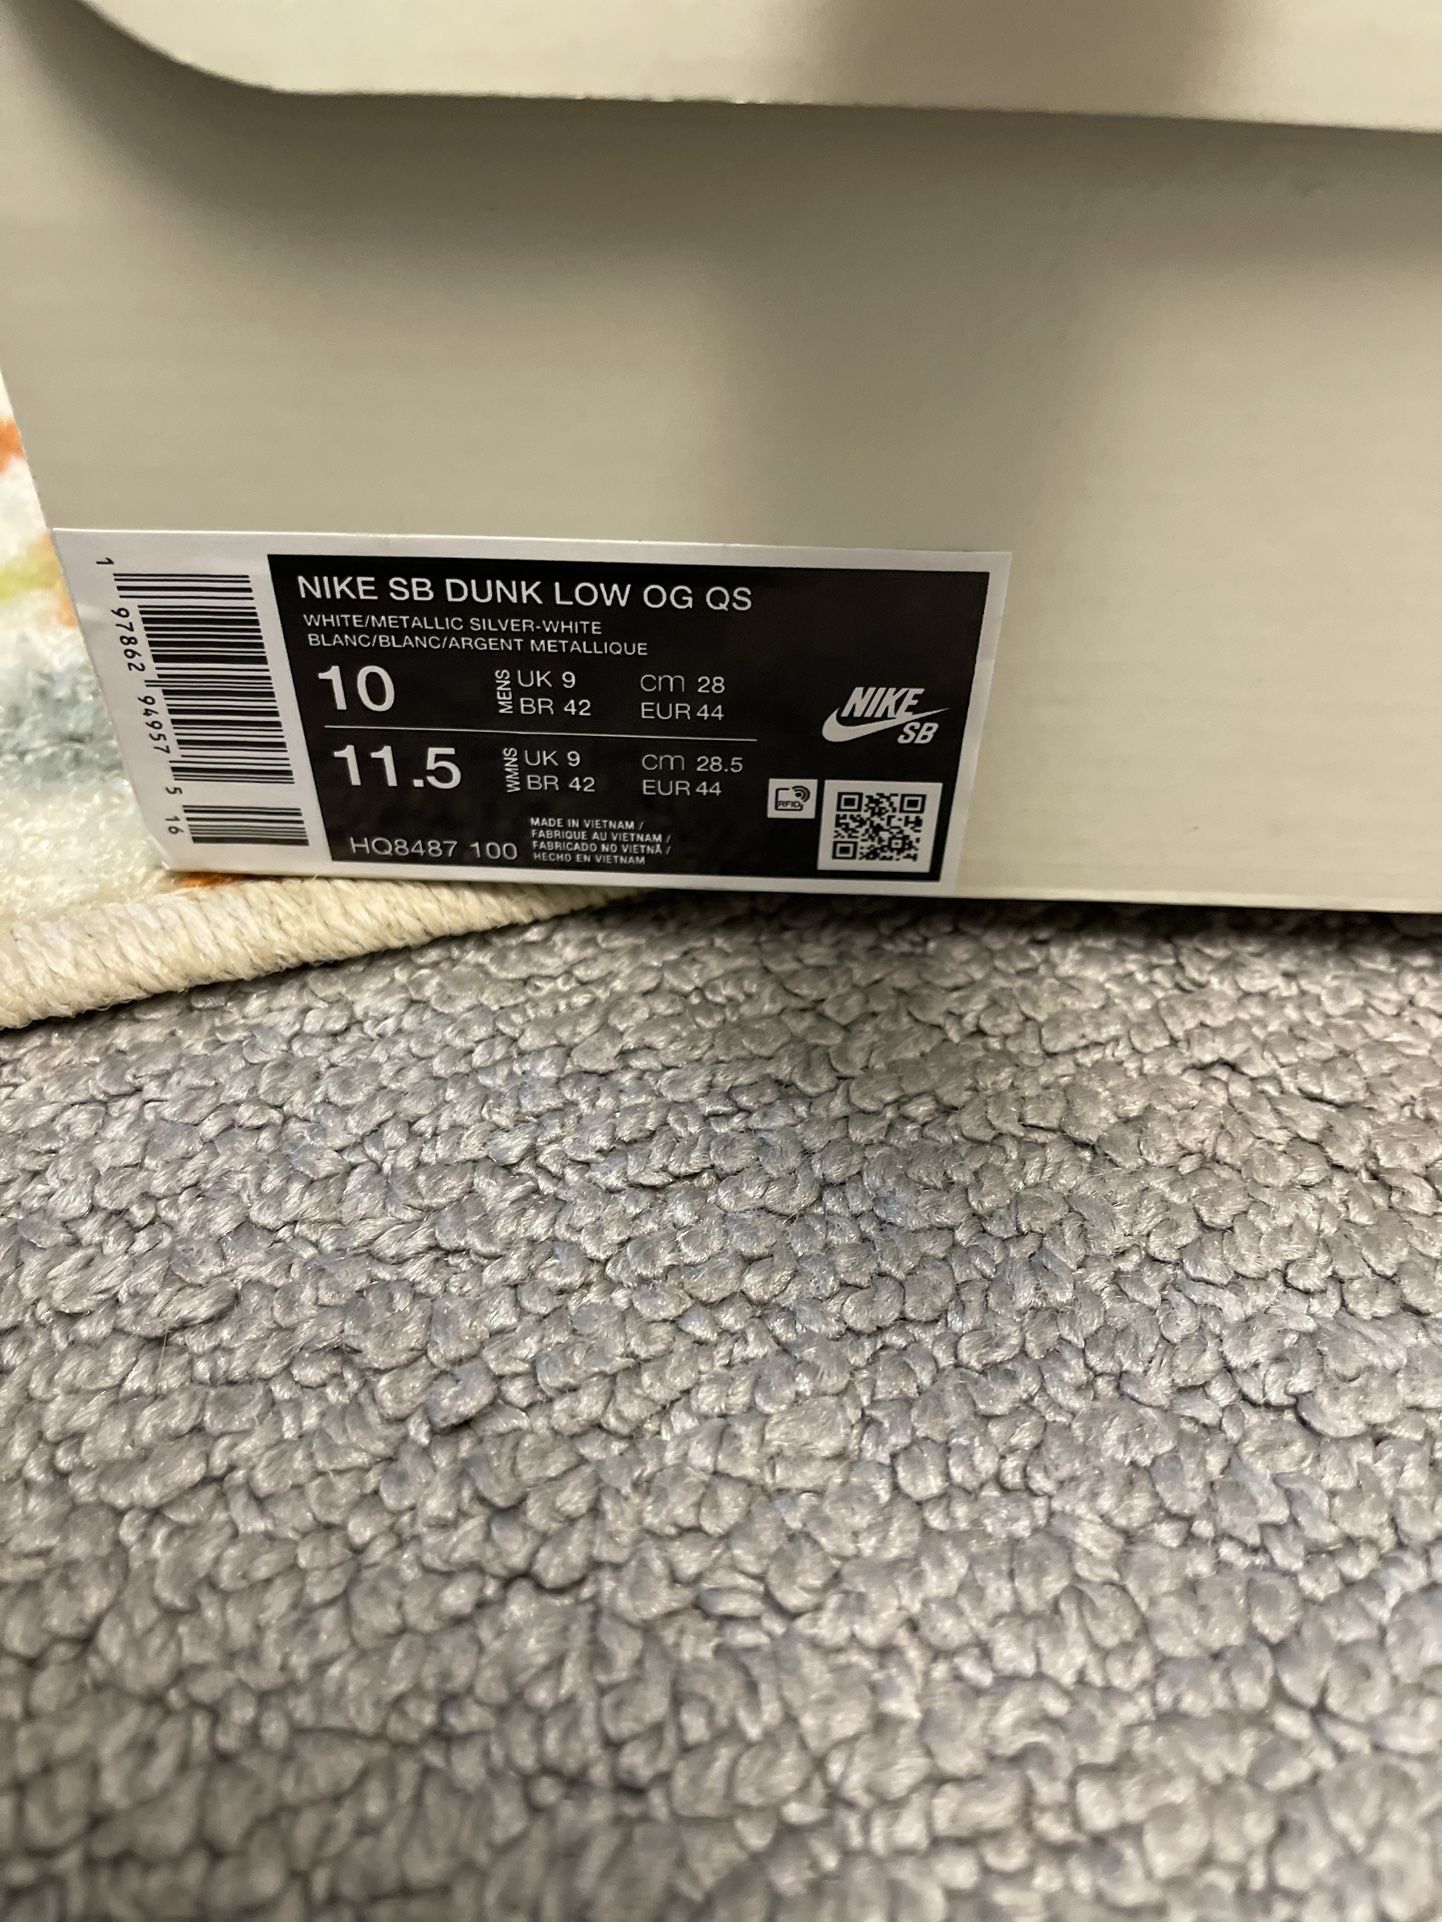 NIKE SB DUNK LOW OG QS
WHITE/METALLIC SILVER-WHITE
BLANC/BLANC/ARGENT METALLIQUE
10 MENS UK 9 cm 28
BR 42 EUR 44
11.5 WMNS UK 9 cm 28.5
BR 42 EUR 44
HQ8487 100
MADE IN VIETNAM /
FABRIQUE AU VIETNAM /
FABRICADO NO VIETNÃ /
HECHO EN VIETNAM
NIKE
SB
RFID
1 97862 94957 5 16